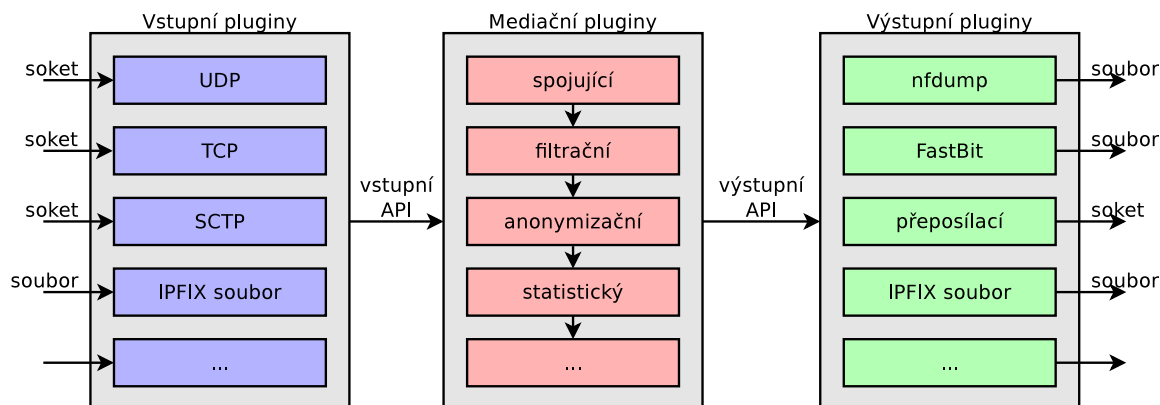 Vstupní pluginy
soket
UDP
soket
TCP
soket
SCTP
soubor
IPFIX soubor
...
vstupní
API
Mediační pluginy
spojující
filtrační
anonymizační
statistický
...
výstupní
API
Výstupní pluginy
nfdump
soubor
FastBit
soubor
přeposílací
soket
IPFIX soubor
soubor
...